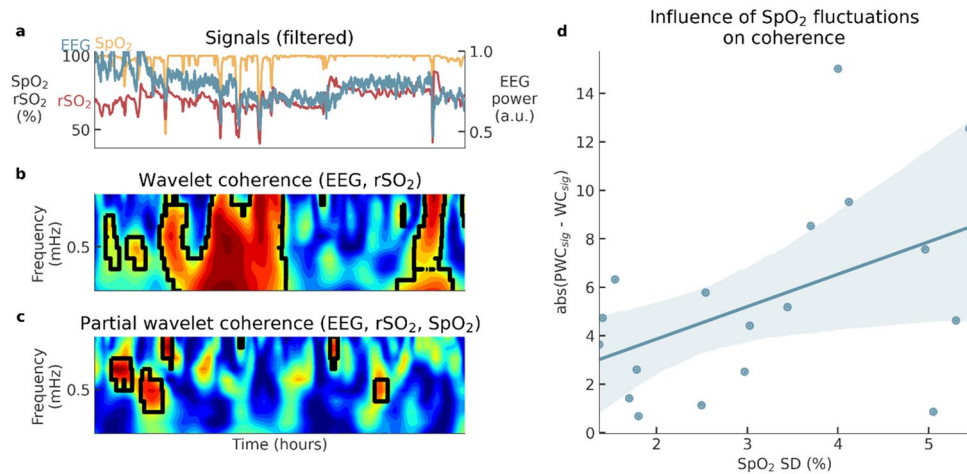 a
EEG SpO₂
Signals (filtered)
100
SpO₂
rSO₂
(%)
rSO₂
50
1.0
EEG
power
(a.u.)
0.5
b
Wavelet coherence (EEG, rSO₂)
Frequency
(mHz)
0.5
c
Partial wavelet coherence (EEG, rSO₂, SpO₂)
Frequency
(mHz)
0.5
Time (hours)
d
Influence of SpO₂ fluctuations
on coherence
abs(PWCsig - WCsig)
14
12
10
8
6
4
2
0
2
3
4
5
SpO₂ SD (%)